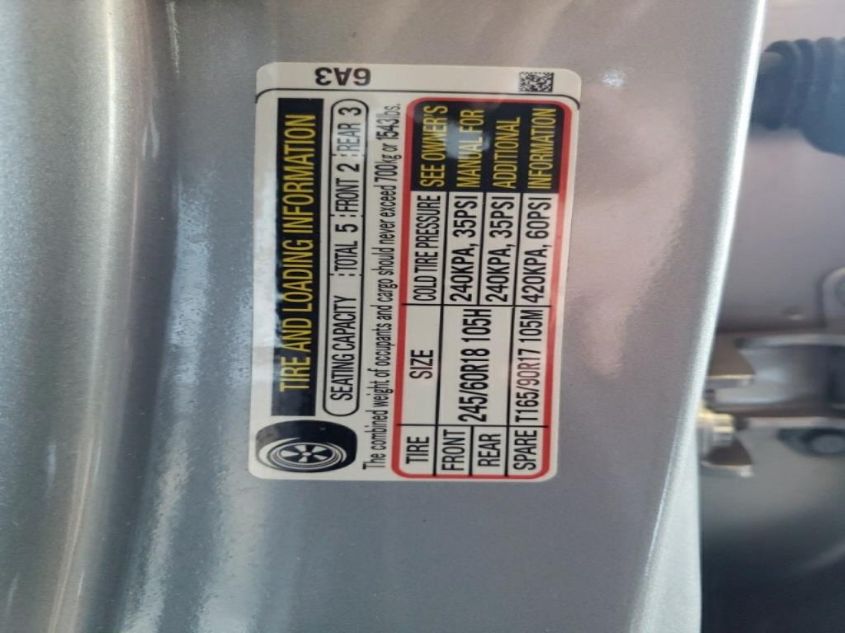 6A3
TIRE AND LOADING INFORMATION
SEATING CAPACITY TOTAL 5 FRONT 2 REAR 3
The combined weight of occupants and cargo should never exceed 700kg or 1543lbs.
TIRE SIZE COLD TIRE PRESSURE SEE OWNER'S
FRONT 245/60R18 105H 240KPA, 35PSI MANUAL FOR
REAR 240KPA, 35PSI ADDITIONAL
SPARE T165/90R17 105M 420KPA, 60PSI INFORMATION